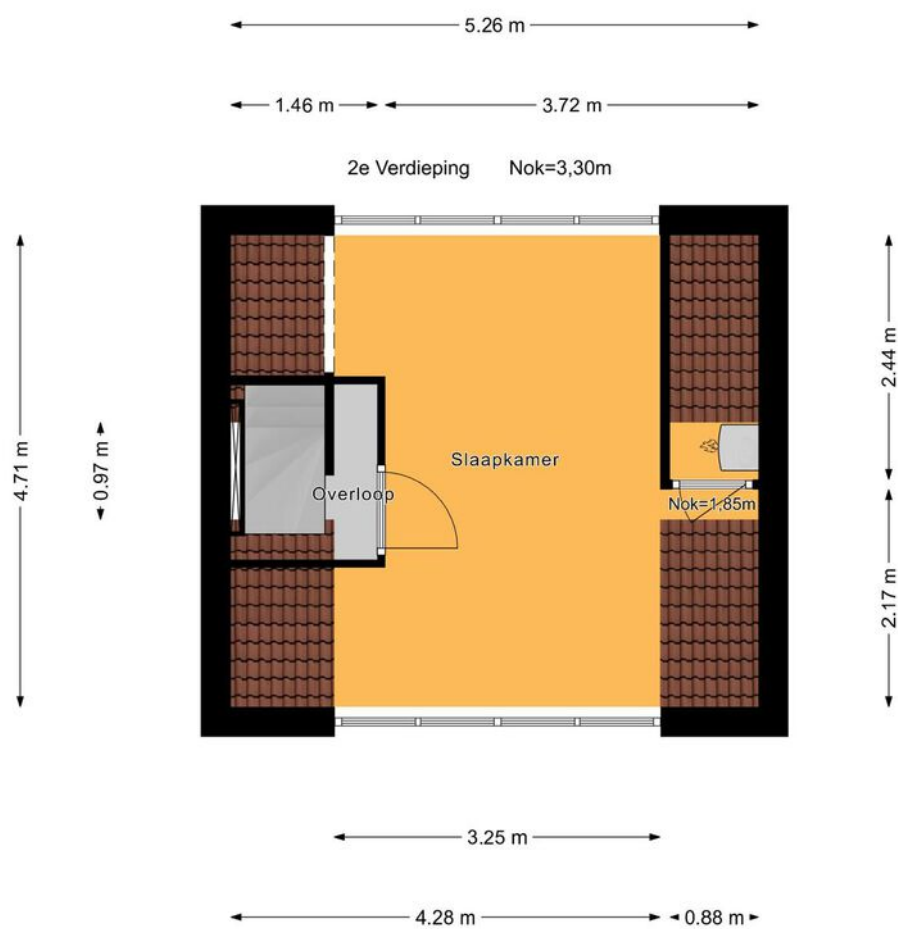 5.26 m
1.46 m
3.72 m
2e Verdieping Nok=3,30m
4.71 m
0.97 m
2.44 m
2.17 m
Slaapkamer
Overloop
Nok=1,85m
3.25 m
4.28 m
0.88 m